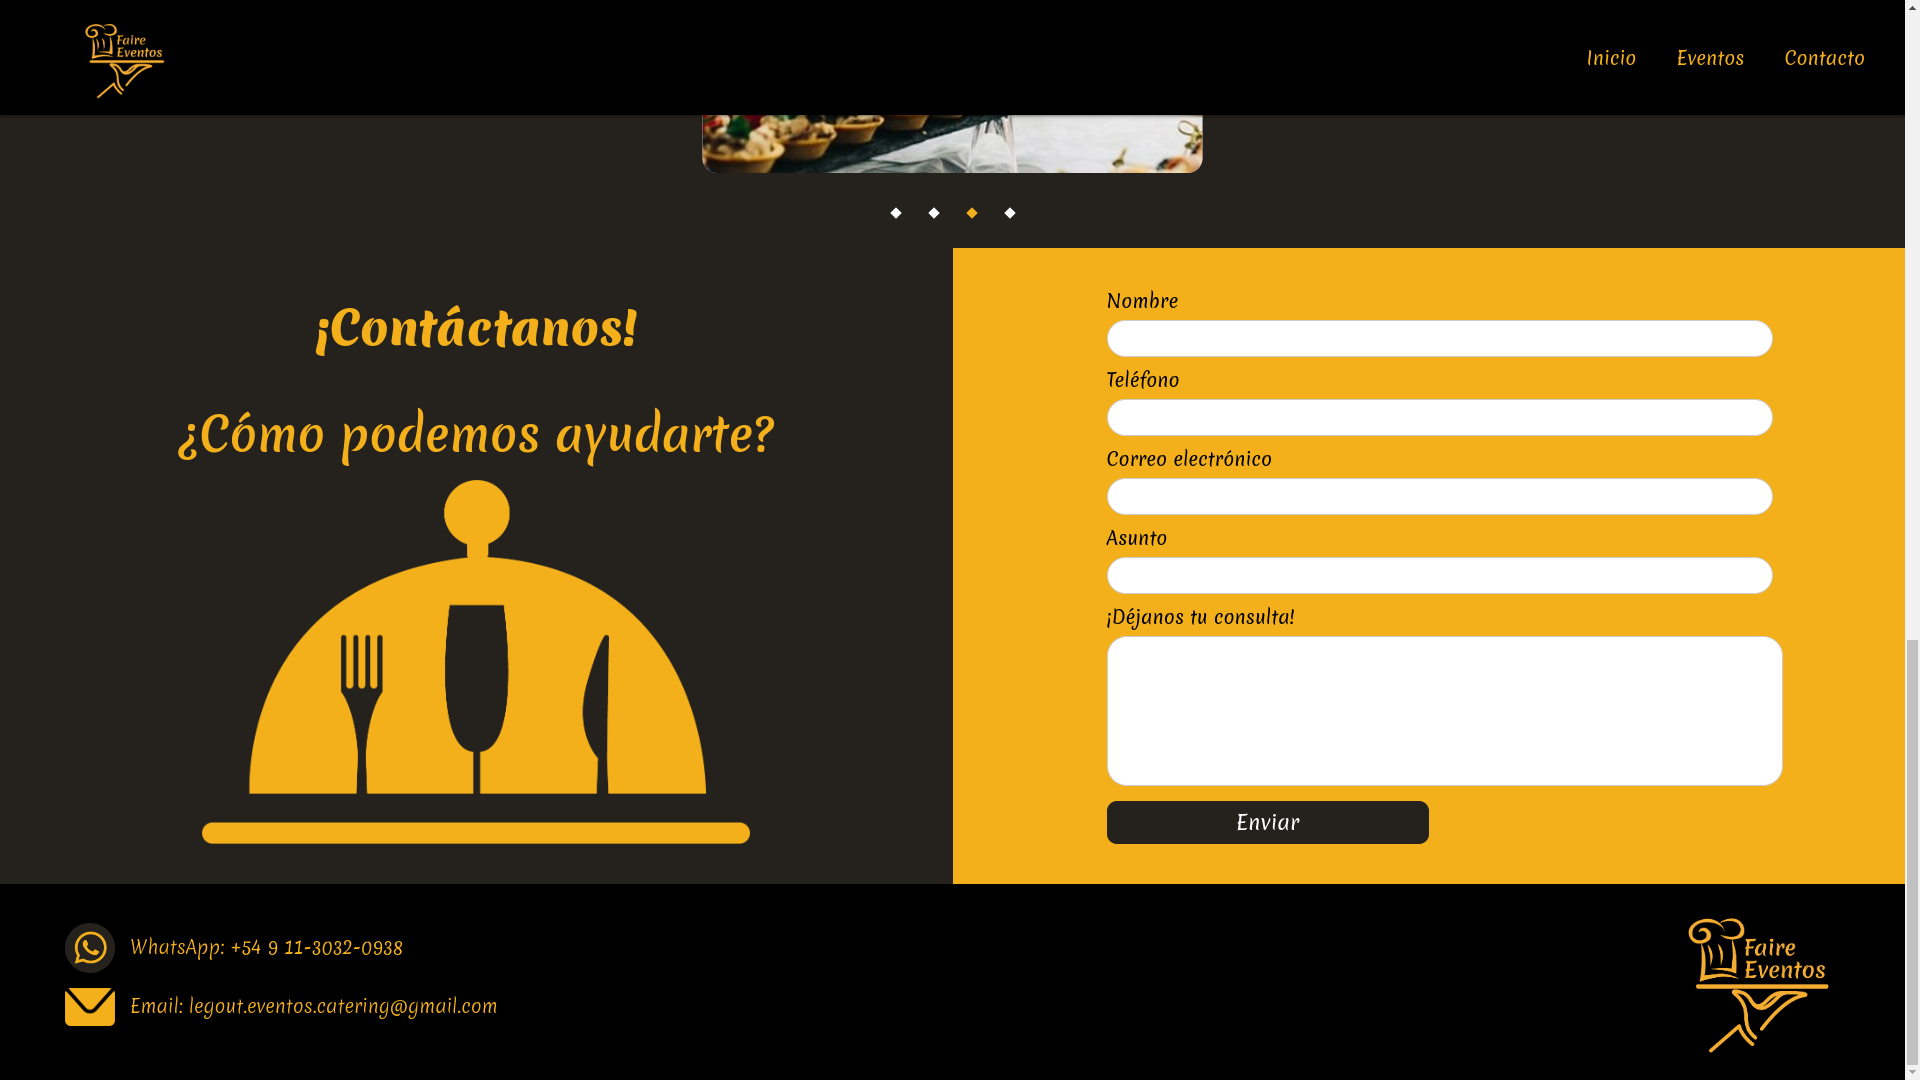 Faire
Eventos
Inicio
Eventos
Contacto
¡Contáctanos!
¿Cómo podemos ayudarte?
Nombre
Teléfono
Correo electrónico
Asunto
¡Déjanos tu consulta!
Enviar
WhatsApp: +54 9 11-3032-0938
Email: legout.eventos.catering@gmail.com
Faire
Eventos